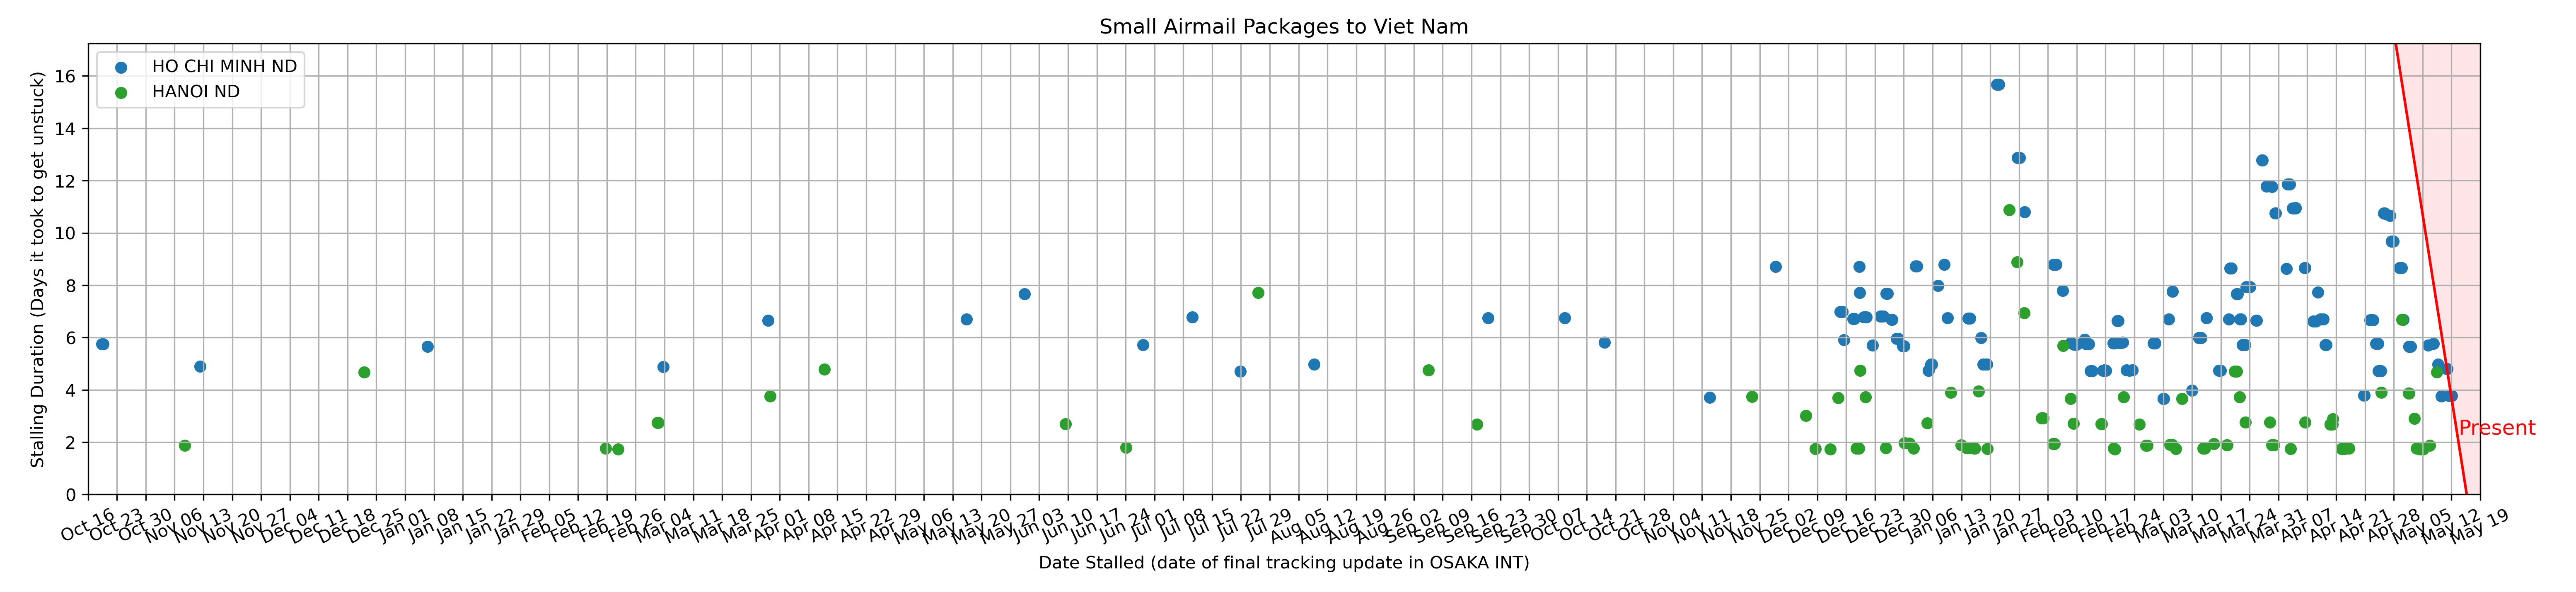 Small Airmail Packages to Viet Nam
HO CHI MINH ND
HANOI ND
Stalling Duration (Days it took to get unstuck)
16
14
12
10
8
6
4
2
0
Present
Oct 16
Oct 23
Oct 30
Nov 06
Nov 13
Nov 20
Nov 27
Dec 04
Dec 11
Dec 18
Dec 25
Jan 01
Jan 08
Jan 15
Jan 22
Jan 29
Feb 05
Feb 12
Feb 19
Feb 26
Mar 04
Mar 11
Mar 18
Mar 25
Apr 01
Apr 08
Apr 15
Apr 22
Apr 29
May 06
May 13
May 20
May 27
Jun 03
Jun 10
Jun 17
Jun 24
Jul 01
Jul 08
Jul 15
Jul 22
Jul 29
Aug 05
Aug 12
Aug 19
Aug 26
Sep 02
Sep 09
Sep 16
Sep 23
Sep 30
Oct 07
Oct 14
Oct 21
Oct 28
Nov 04
Nov 11
Nov 18
Nov 25
Dec 02
Dec 09
Dec 16
Dec 23
Dec 30
Jan 06
Jan 13
Jan 20
Jan 27
Feb 03
Feb 10
Feb 17
Feb 24
Mar 03
Mar 10
Mar 17
Mar 24
Mar 31
Apr 07
Apr 14
Apr 21
Apr 28
May 05
May 12
May 19
Date Stalled (date of final tracking update in OSAKA INT)